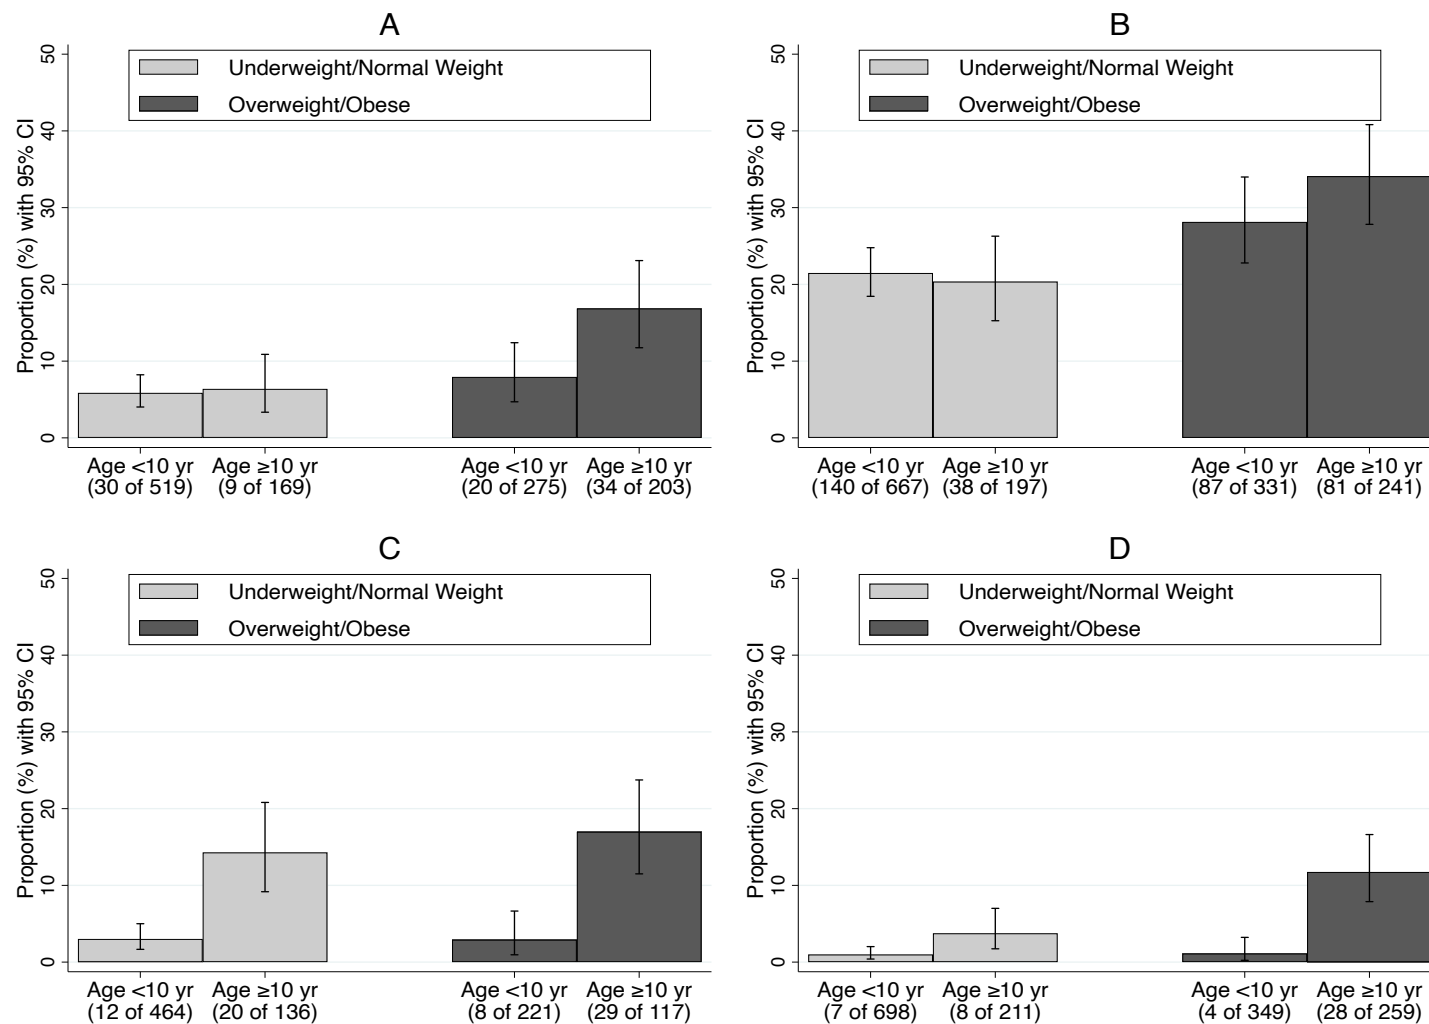 A
Proportion (%) with 95% CI
50
40
30
20
10
0
Underweight/Normal Weight
Overweight/Obese
Age <10 yr Age ≥10 yr Age <10 yr Age ≥10 yr
(30 of 519) (9 of 169) (20 of 275) (34 of 203)
B
Proportion (%) with 95% CI
50
40
30
20
10
0
Underweight/Normal Weight
Overweight/Obese
Age <10 yr Age ≥10 yr Age <10 yr Age ≥10 yr
(140 of 667) (38 of 197) (87 of 331) (81 of 241)
C
Proportion (%) with 95% CI
50
40
30
20
10
0
Underweight/Normal Weight
Overweight/Obese
Age <10 yr Age ≥10 yr Age <10 yr Age ≥10 yr
(12 of 464) (20 of 136) (8 of 221) (29 of 117)
D
Proportion (%) with 95% CI
50
40
30
20
10
0
Underweight/Normal Weight
Overweight/Obese
Age <10 yr Age ≥10 yr Age <10 yr Age ≥10 yr
(7 of 698) (8 of 211) (4 of 349) (28 of 259)